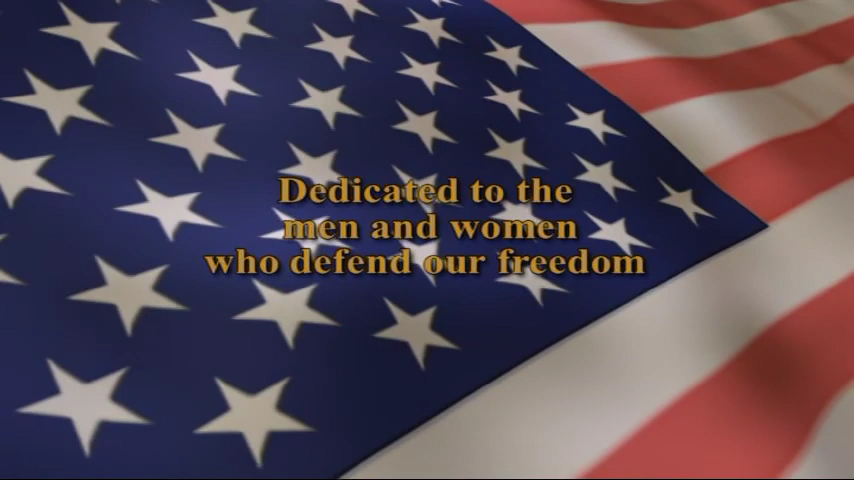 Dedicated to the
men and women
who defend our freedom